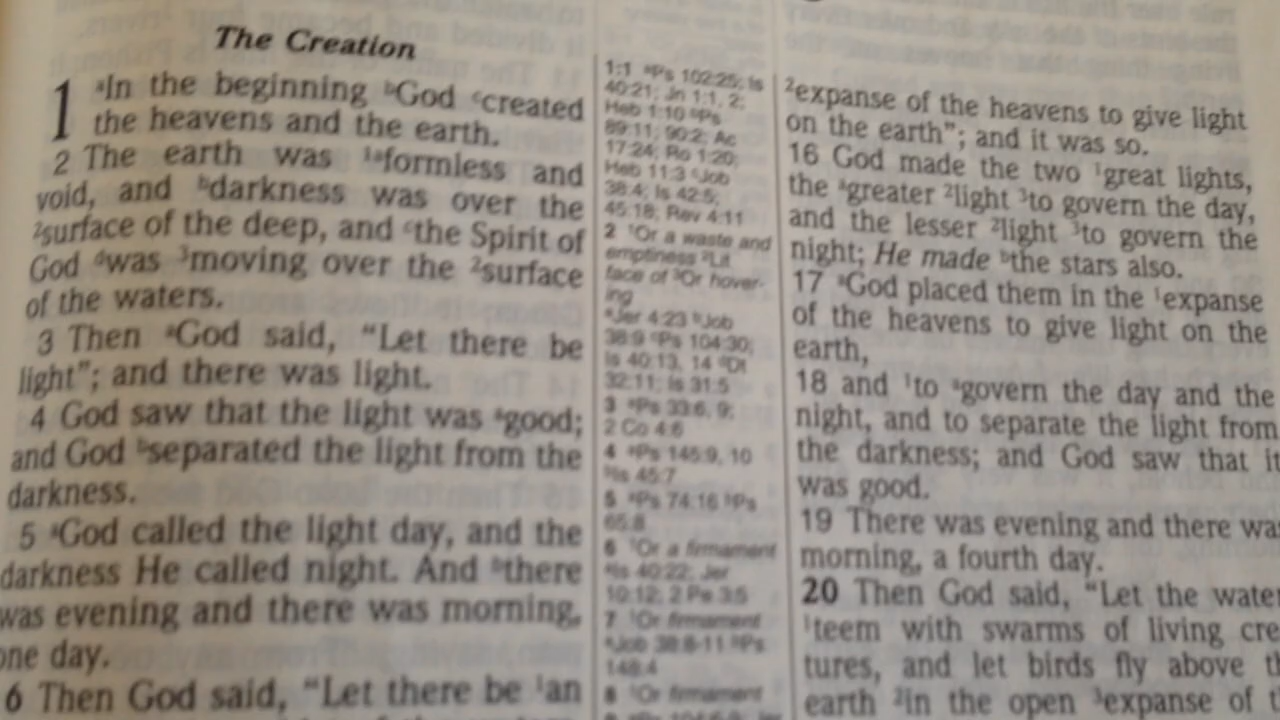 The Creation
1 ᵃIn the beginning ᵇGod ᶜcreated
the heavens and the earth.
2 The earth was ¹ᵃformless and
void, and ᵇdarkness was over the
²surface of the deep, and ᶜthe Spirit of
God ᵈwas ³moving over the ²surface
of the waters.
3 Then ᵃGod said, “Let there be
light”; and there was light.
4 God saw that the light was ᵃgood;
and God ᵇseparated the light from the
darkness.
5 ᵃGod called the light day, and the
darkness He called night. And ᵇthere
was evening and there was morning,
one day.
6 Then God said, “Let there be ¹an
1:1 ᵃPs 102:25; Is
40:21; Jn 1:1, 2;
Heb 1:10 ᵇPs
89:11; 90:2; Ac
17:24; Ro 1:20;
Heb 11:3 ᶜJob
38:4; Is 42:5;
45:18; Rev 4:11
2 ¹Or a waste and
emptiness ²Lit
face of ³Or hover-
ing
ᵃJer 4:23 ᵇJob
38:9 ᶜPs 104:30;
Is 40:13, 14 ᵈDt
32:11; Is 31:5
3 ᵃPs 33:6, 9;
2 Co 4:6
4 ᵃPs 145:9, 10
ᵇIs 45:7
5 ᵃPs 74:16 ᵇPs
65:8
6 ¹Or a firmament
ᵃIs 40:22; Jer
10:12; 2 Pe 3:5
7 ¹Or firmament
ᵃJob 38:8-11 ᵇPs
148:4
8 ¹Or firmament
²expanse of the heavens to give light
on the earth”; and it was so.
16 God made the two ¹great lights,
the ᵃgreater ²light ³to govern the day,
and the lesser ²light ³to govern the
night; He made ᵇthe stars also.
17 ᵃGod placed them in the ¹expanse
of the heavens to give light on the
earth,
18 and ¹to ᵃgovern the day and the
night, and to separate the light from
the darkness; and God saw that it
was good.
19 There was evening and there wa
morning, a fourth day.
20 Then God said, “Let the water
¹teem with swarms of living cre
tures, and let birds fly above th
earth ²in the open ³expanse of t